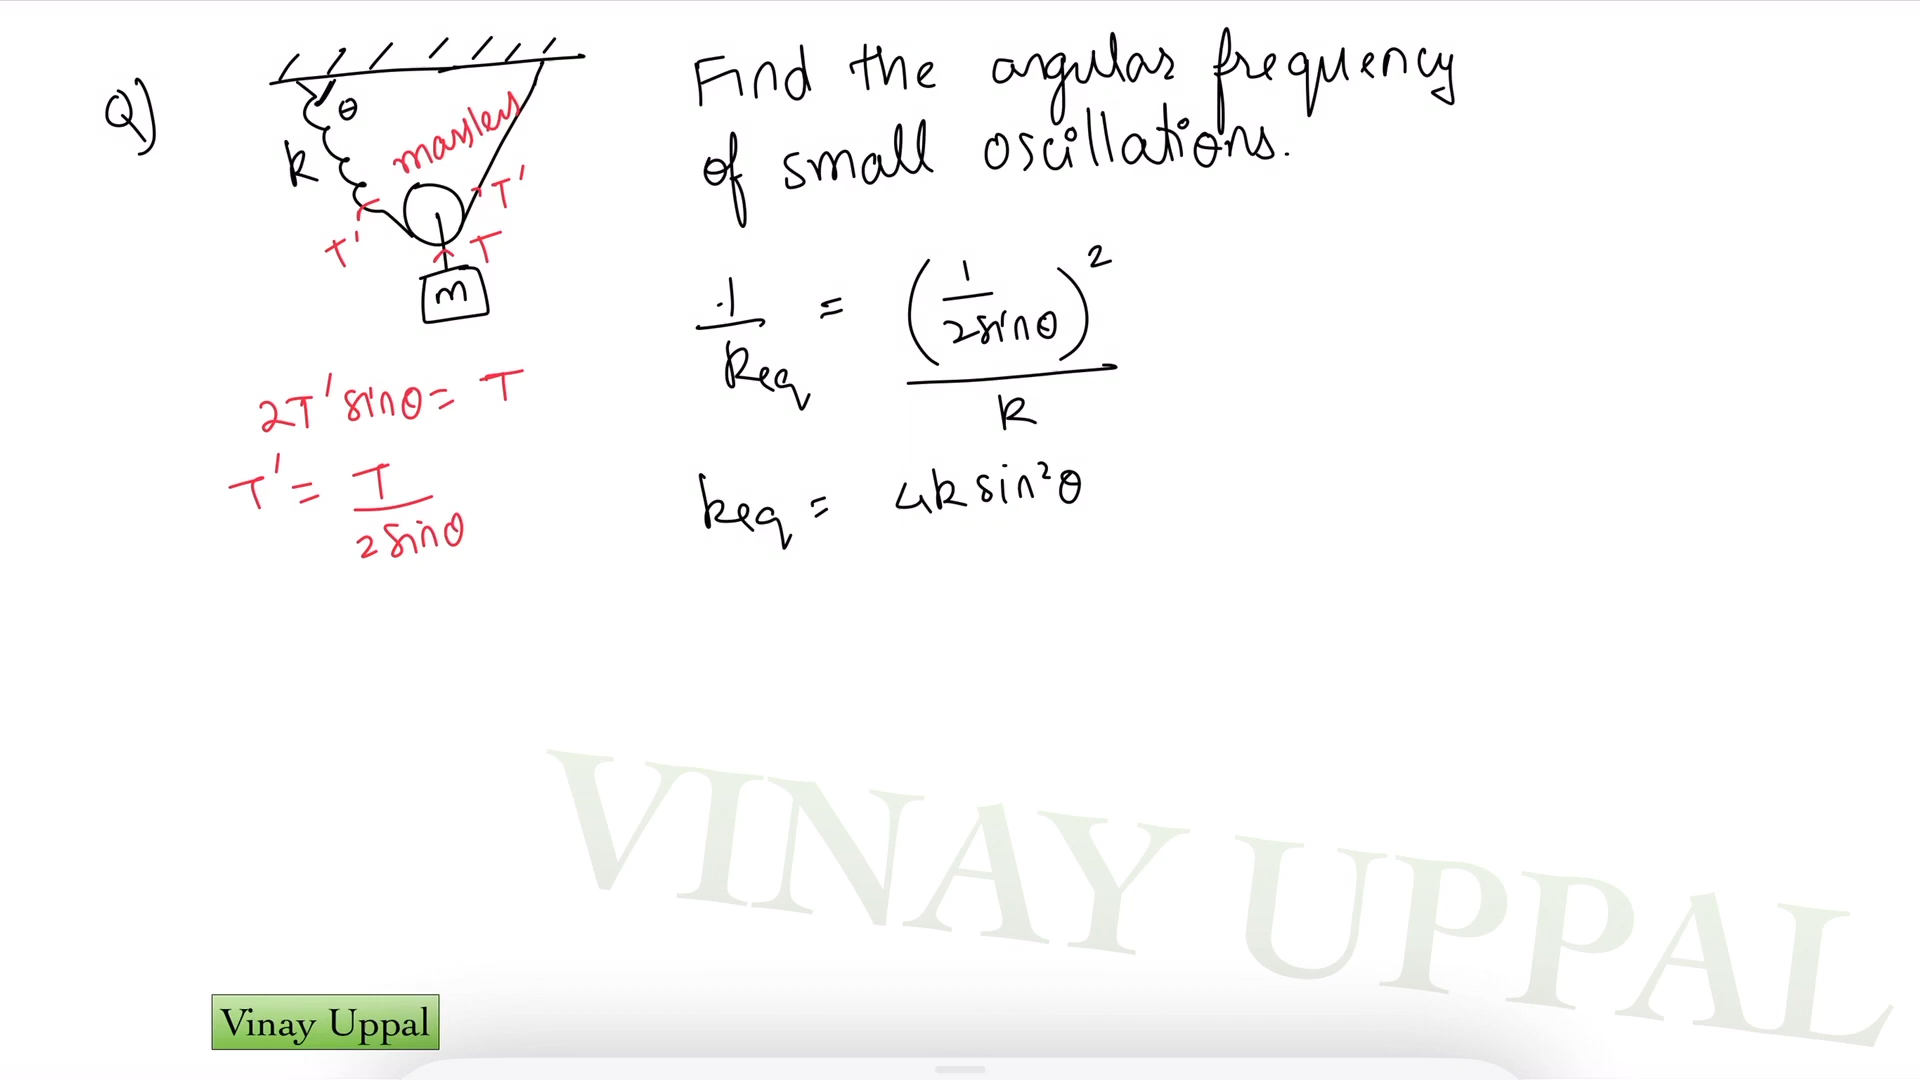 Q)
Find the angular frequency
of small oscillations.
θ
k
massless
T'
T'
T
m
1/keq = (1/2sinθ)²/k
2T'sinθ = T
T' = T/2sinθ
keq = 4k sin²θ
VINAY UPPAL
Vinay Uppal